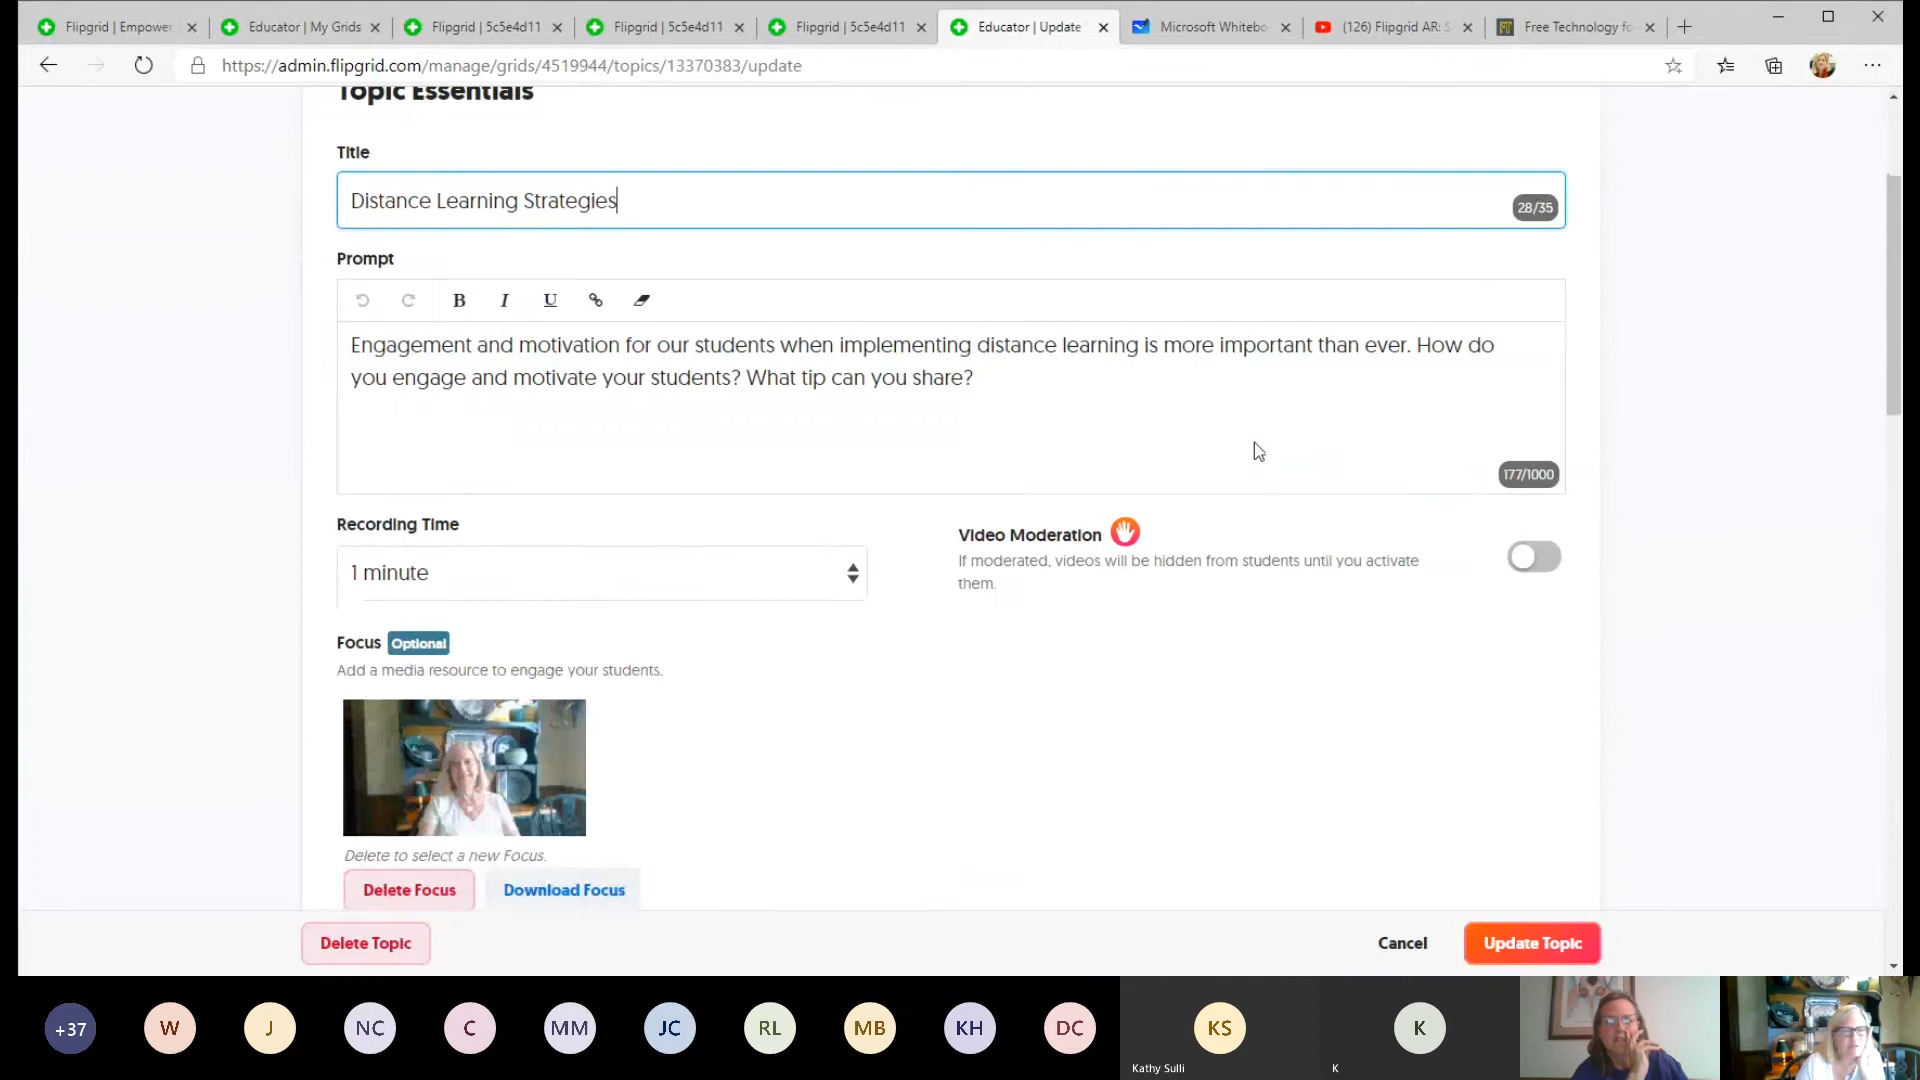 Flipgrid | Empower
Educator | My Grids
Flipgrid | 5c5e4d11
Flipgrid | 5c5e4d11
Flipgrid | 5c5e4d11
Educator | Update
Microsoft Whitebo
(126) Flipgrid AR: S
Free Technology fo
https://admin.flipgrid.com/manage/grids/4519944/topics/13370383/update
Topic Essentials
Title
Distance Learning Strategies
28/35
Prompt
B I U
Engagement and motivation for our students when implementing distance learning is more important than ever. How do
you engage and motivate your students? What tip can you share?
177/1000
Recording Time
1 minute
Video Moderation
If moderated, videos will be hidden from students until you activate
them.
Focus Optional
Add a media resource to engage your students.
Delete to select a new Focus.
Delete Focus
Download Focus
Delete Topic
Cancel
Update Topic
+37
W
J
NC
C
MM
JC
RL
MB
KH
DC
KS
Kathy Sulli
K
K